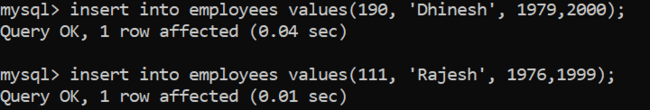 mysql> insert into employees values(190, 'Dhinesh', 1979,2000);
Query OK, 1 row affected (0.04 sec)
mysql> insert into employees values(111, 'Rajesh', 1976,1999);
Query OK, 1 row affected (0.01 sec)